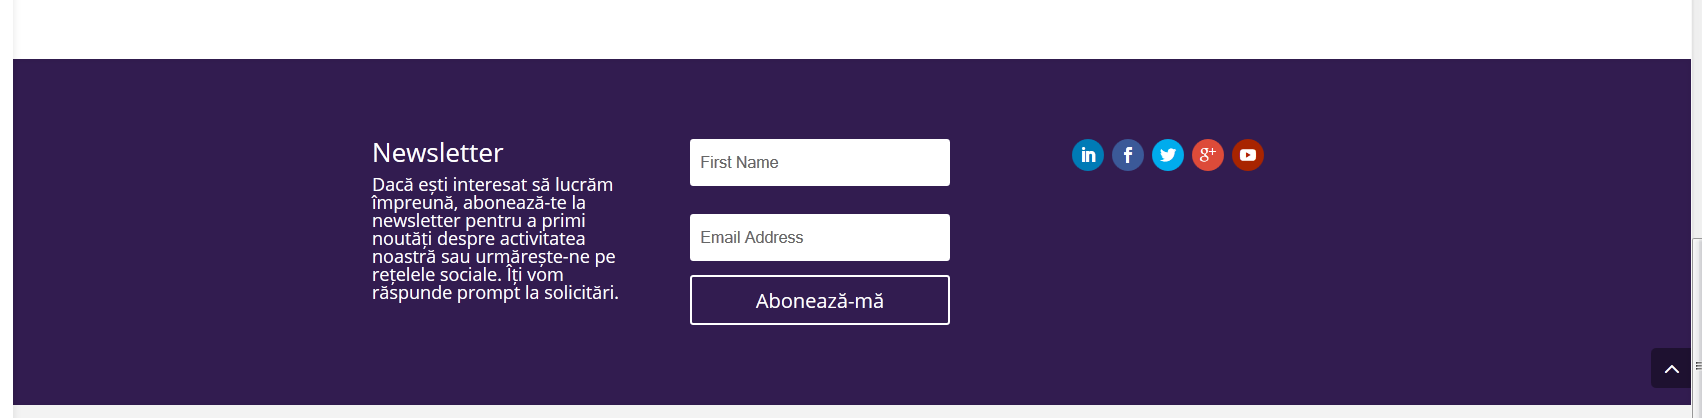 Newsletter
Dacă ești interesat să lucrăm
împreună, abonează-te la
newsletter pentru a primi
noutăți despre activitatea
noastră sau urmărește-ne pe
rețelele sociale. Îți vom
răspunde prompt la solicitări.
First Name
Email Address
Abonează-mă
in
f
g+